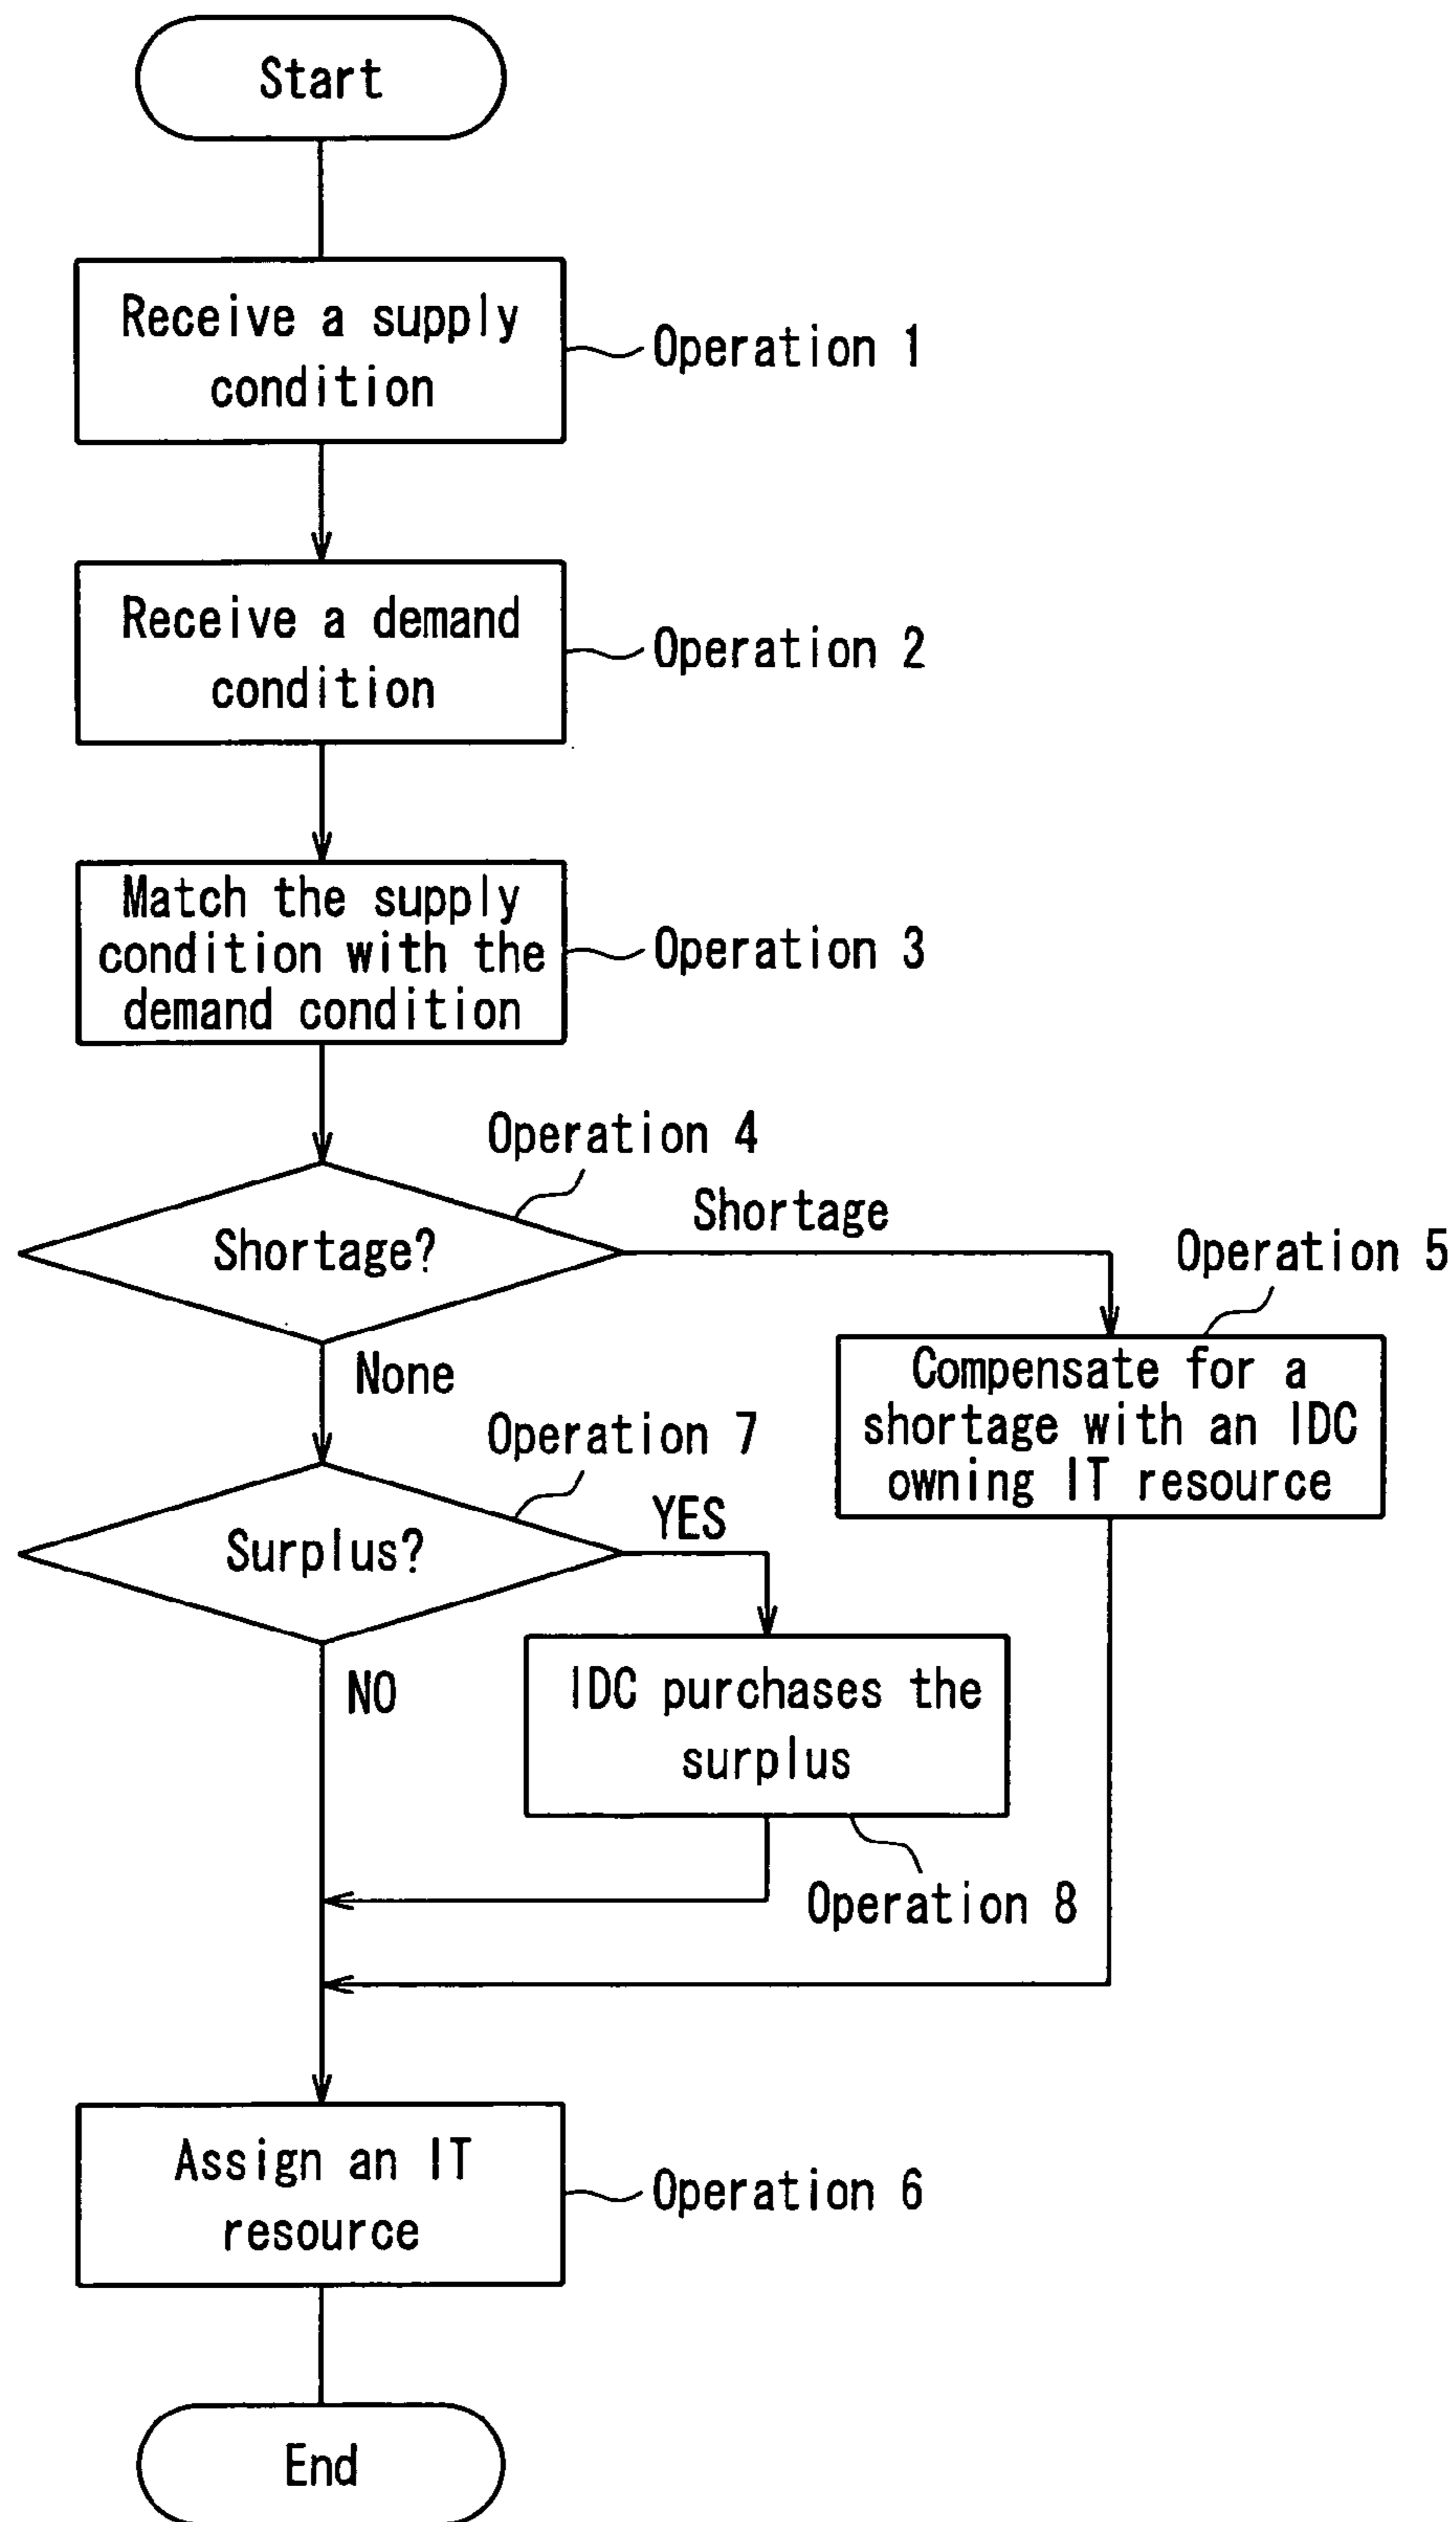 Start
Receive a supply
condition
Operation 1
Receive a demand
condition
Operation 2
Match the supply
condition with the
demand condition
Operation 3
Operation 4
Shortage?
Shortage
Operation 5
Compensate for a
shortage with an IDC
owning IT resource
None
Operation 7
Surplus?
YES
IDC purchases the
surplus
NO
Operation 8
Assign an IT
resource
Operation 6
End